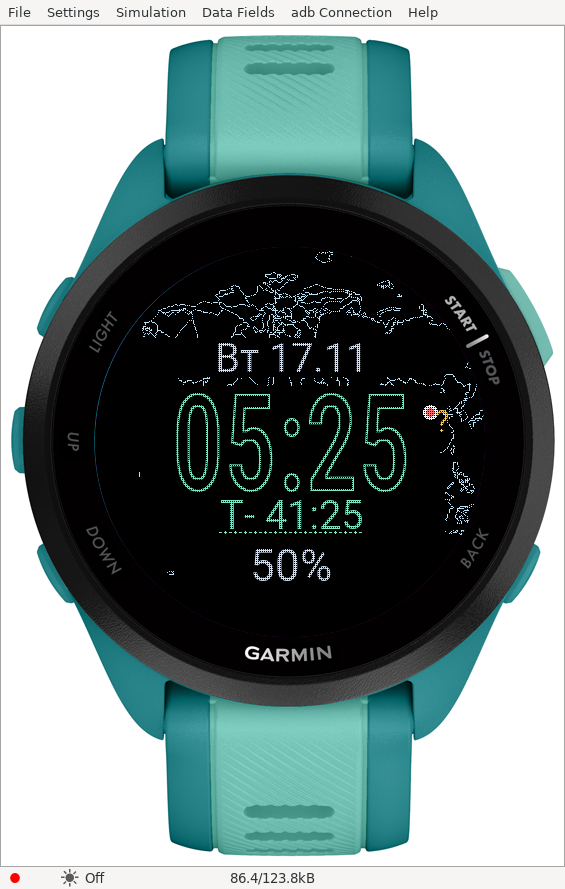 File Settings Simulation Data Fields adb Connection Help
START
STOP
LIGHT
Вт 17.11
05:25
?
UP
T- 41:25
DOWN
50%
BACK
GARMIN
Off 86.4/123.8kB